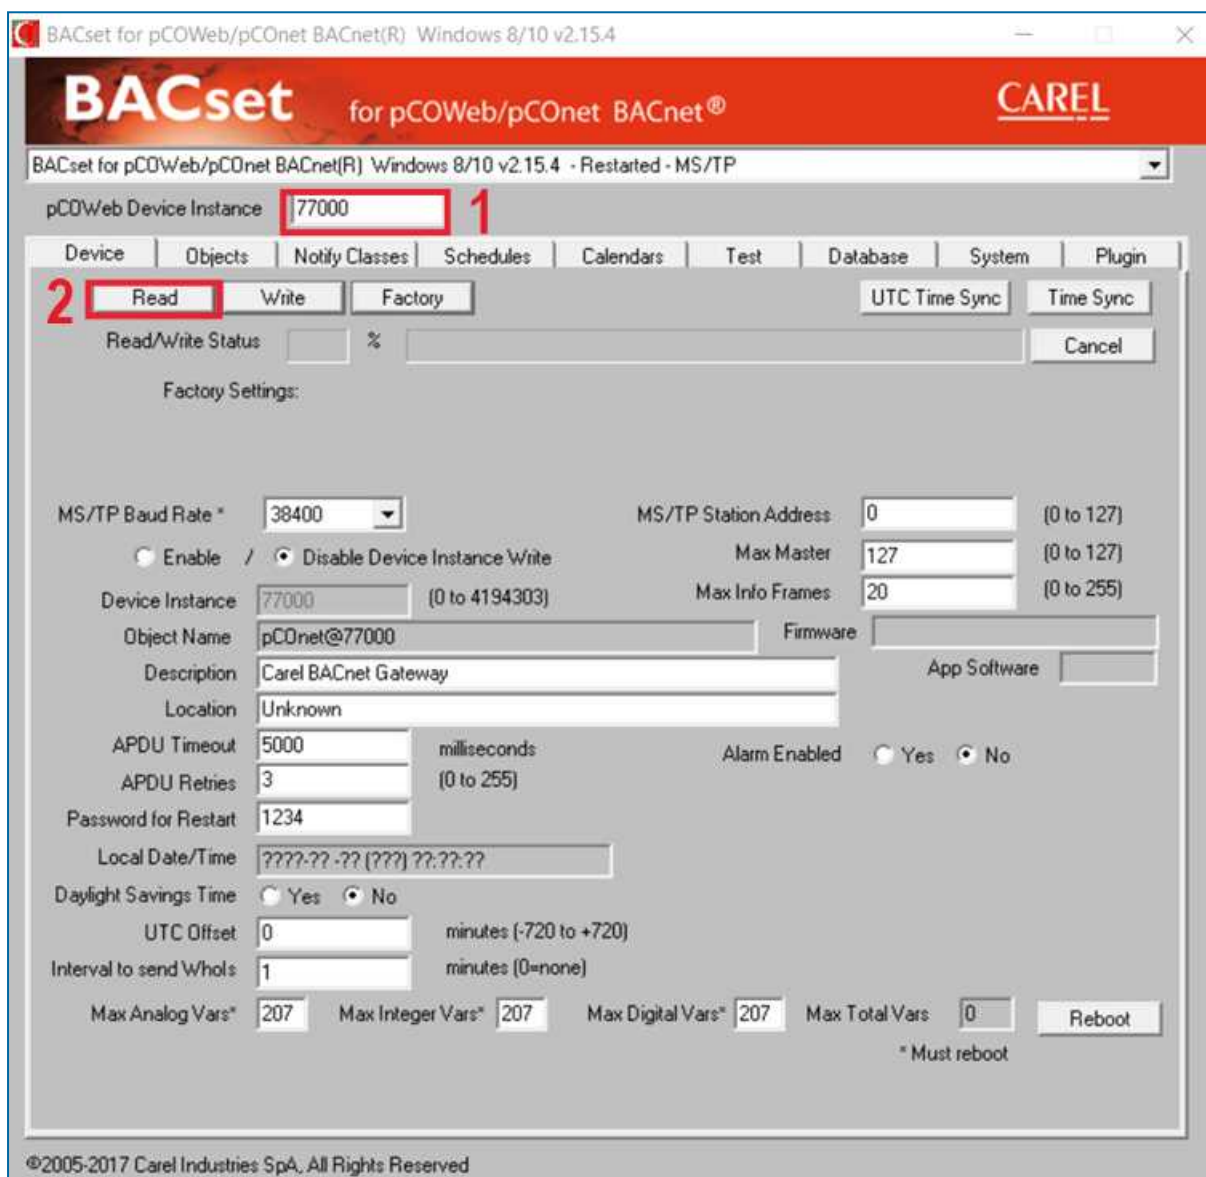 BACset for pCOWeb/pCOnet BACnet(R) Windows 8/10 v2.15.4
BACset for pCOWeb/pCOnet BACnet®
CAREL
BACset for pCOWeb/pCOnet BACnet(R) Windows 8/10 v2.15.4 - Restarted - MS/TP
pCOWeb Device Instance 77000 1
Device Objects Notify Classes Schedules Calendars Test Database System Plugin
2 Read Write Factory UTC Time Sync Time Sync
Read/Write Status % Cancel
Factory Settings:
MS/TP Baud Rate * 38400 MS/TP Station Address 0 (0 to 127)
Enable / Disable Device Instance Write Max Master 127 (0 to 127)
Device Instance 77000 (0 to 4194303) Max Info Frames 20 (0 to 255)
Object Name pCOnet@77000 Firmware
Description Carel BACnet Gateway App Software
Location Unknown
APDU Timeout 5000 milliseconds Alarm Enabled Yes No
APDU Retries 3 (0 to 255)
Password for Restart 1234
Local Date/Time ????-?? -?? (???) ??:??:??
Daylight Savings Time Yes No
UTC Offset 0 minutes (-720 to +720)
Interval to send WhoIs 1 minutes (0=none)
Max Analog Vars* 207 Max Integer Vars* 207 Max Digital Vars* 207 Max Total Vars 0 Reboot
* Must reboot
©2005-2017 Carel Industries SpA, All Rights Reserved